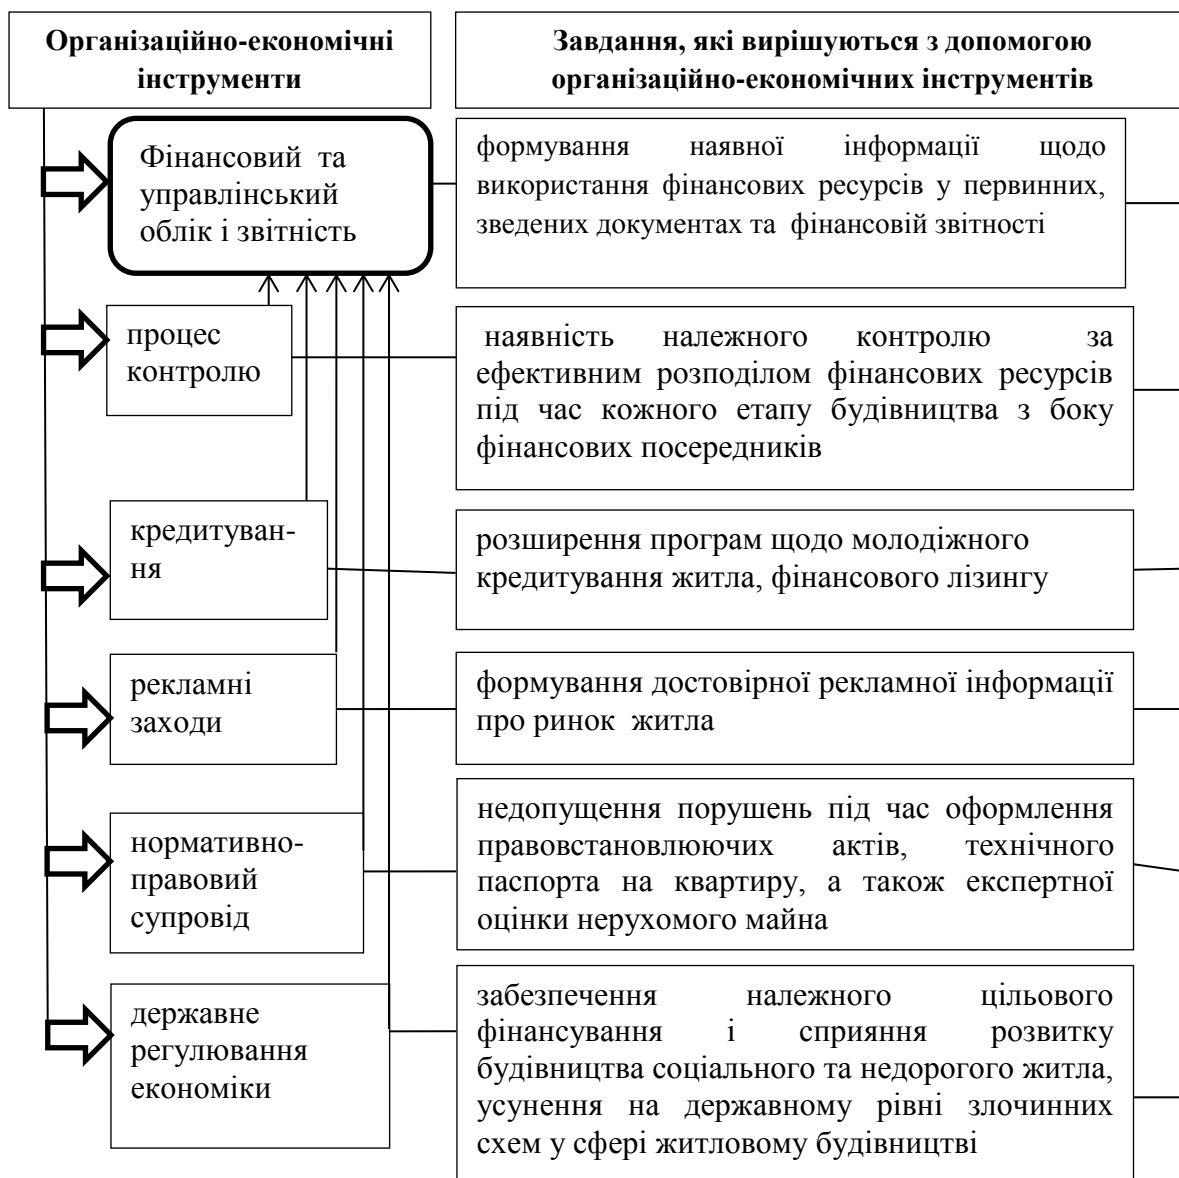 Організаційно-економічні
інструменти
Завдання, які вирішуються з допомогою
організаційно-економічних інструментів
Фінансовий та
управлінський
облік і звітність
формування наявної інформації щодо
використання фінансових ресурсів у первинних,
зведених документах та фінансовій звітності
процес
контролю
наявність належного контролю за
ефективним розподілом фінансових ресурсів
під час кожного етапу будівництва з боку
фінансових посередників
кредитуван-
ня
розширення програм щодо молодіжного
кредитування житла, фінансового лізингу
рекламні
заходи
формування достовірної рекламної інформації
про ринок житла
нормативно-
правовий
супровід
недопущення порушень під час оформлення
правовстановлюючих актів, технічного
паспорта на квартиру, а також експертної
оцінки нерухомого майна
державне
регулювання
економіки
забезпечення належного цільового
фінансування і сприяння розвитку
будівництва соціального та недорогого житла,
усунення на державному рівні злочинних
схем у сфері житловому будівництві